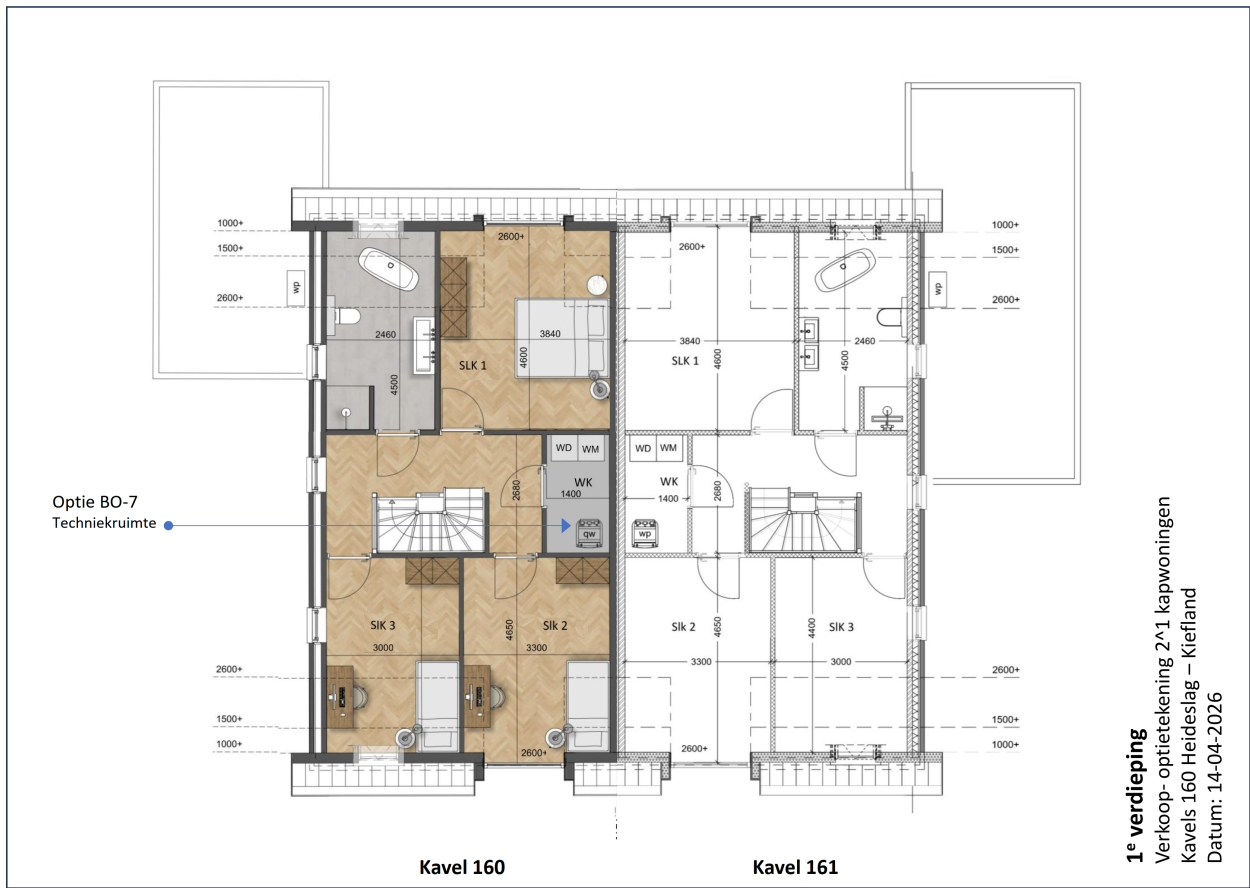 1000+
1500+
2600+
wp
2600+
2460
4500
3840
4600
SLK 1
2600+
3840
4600
SLK 1
2460
4500
1000+
1500+
2600+
wp
Optie BO-7
Techniekruimte
WD WM
WK
1400
2680
qw
WD WM
WK
1400
2680
wp
SlK 3
3000
4650
Slk 2
3300
2600+
Slk 2
4650
3300
2600+
4400
SlK 3
3000
2600+
1500+
1000+
2600+
1500+
1000+
Kavel 160
Kavel 161
1e verdieping
Verkoop- optietekening 2^1 kapwoningen
Kavels 160 Heideslag – Kiefland
Datum: 14-04-2026